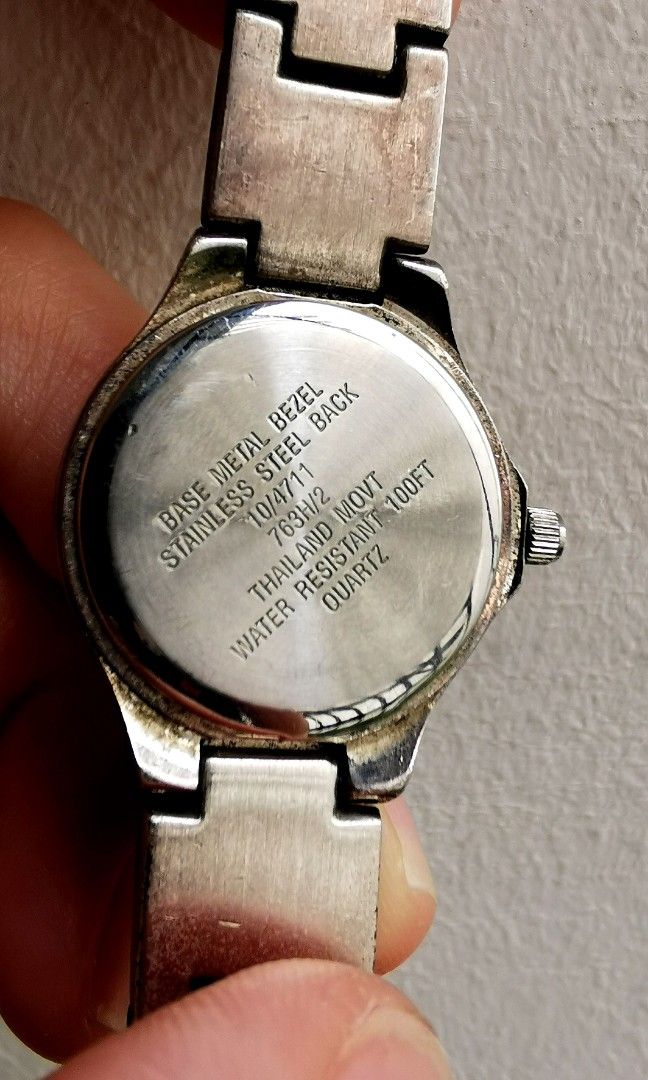 BASE METAL BEZEL
STAINLESS STEEL BACK
10/4711
763H/2
THAILAND MOVT
WATER RESISTANT 100FT
QUARTZ